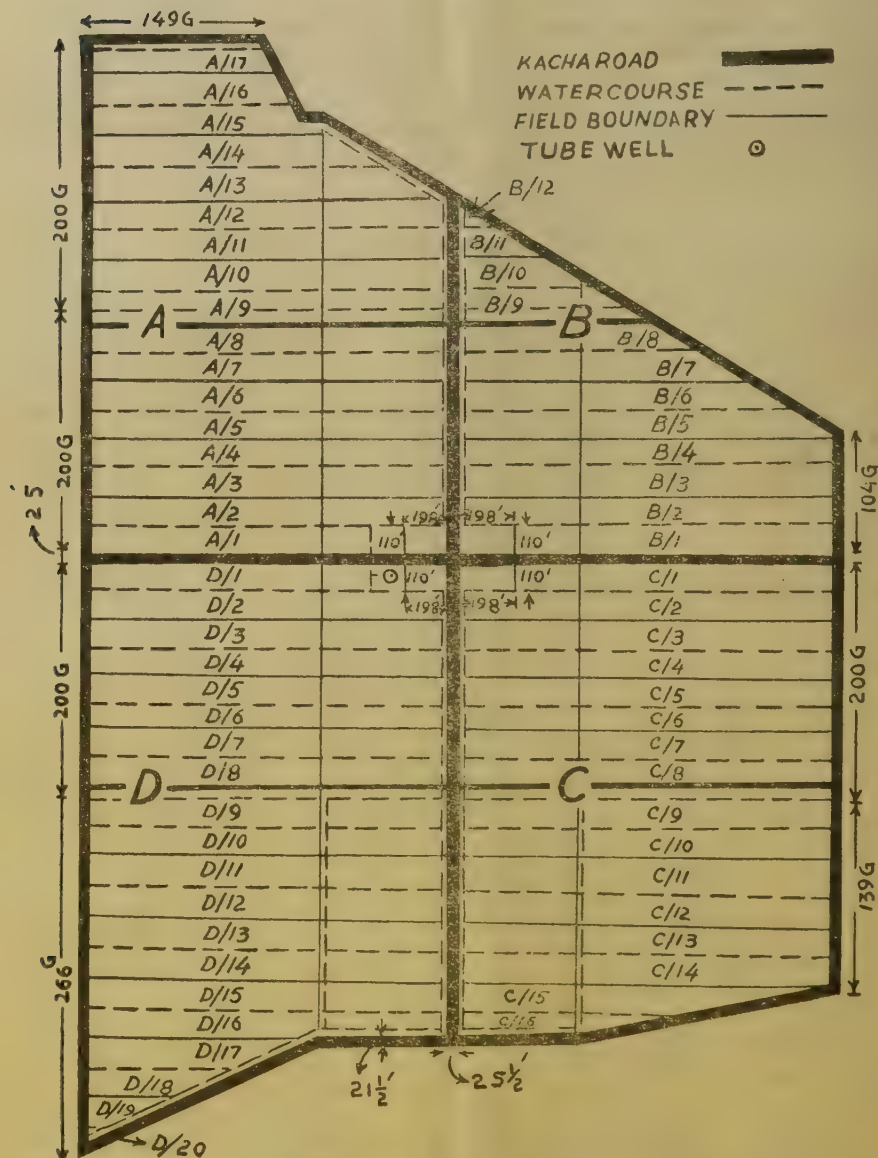 149G
KACHA ROAD
WATERCOURSE
FIELD BOUNDARY
TUBE WELL
A/17
A/16
A/15
A/14
A/13
A/12
A/11
A/10
A/9
A
A/8
A/7
A/6
A/5
A/4
A/3
A/2
A/1
B/12
B/11
B/10
B/9
B
B/8
B/7
B/6
B/5
B/4
B/3
B/2
B/1
200G
200G
25'
104G
198'
198'
110'
110'
110'
110'
198'
198'
D/1
D/2
D/3
D/4
D/5
D/6
D/7
D/8
D
D/9
D/10
D/11
D/12
D/13
D/14
D/15
D/16
D/17
D/18
D/19
D/20
C/1
C/2
C/3
C/4
C/5
C/6
C/7
C/8
C
C/9
C/10
C/11
C/12
C/13
C/14
C/15
C/16
200G
266G
200G
139G
21½'
25½'